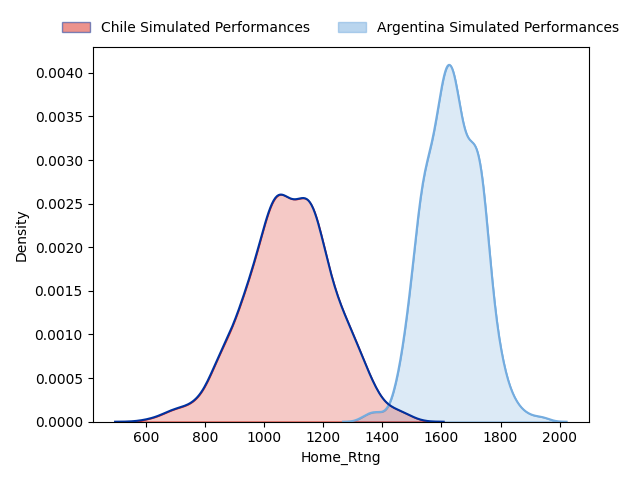 Chile Simulated Performances
Argentina Simulated Performances
0.0040
0.0035
0.0030
0.0025
0.0020
0.0015
0.0010
0.0005
0.0000
Density
600 800 1000 1200 1400 1600 1800 2000
Home_Rtng